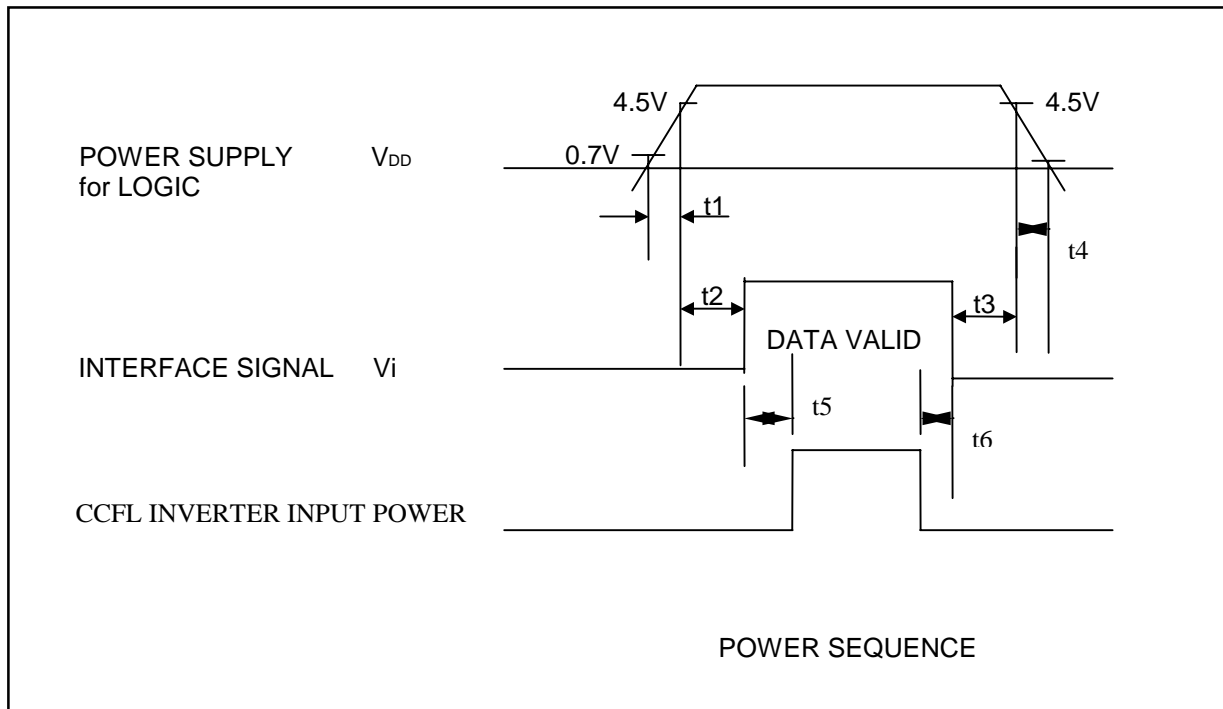 4.5V 4.5V
POWER SUPPLY VDD 0.7V
for LOGIC
t1
t4
t2 t3
DATA VALID
INTERFACE SIGNAL Vi
t5
t6
CCFL INVERTER INPUT POWER
POWER SEQUENCE